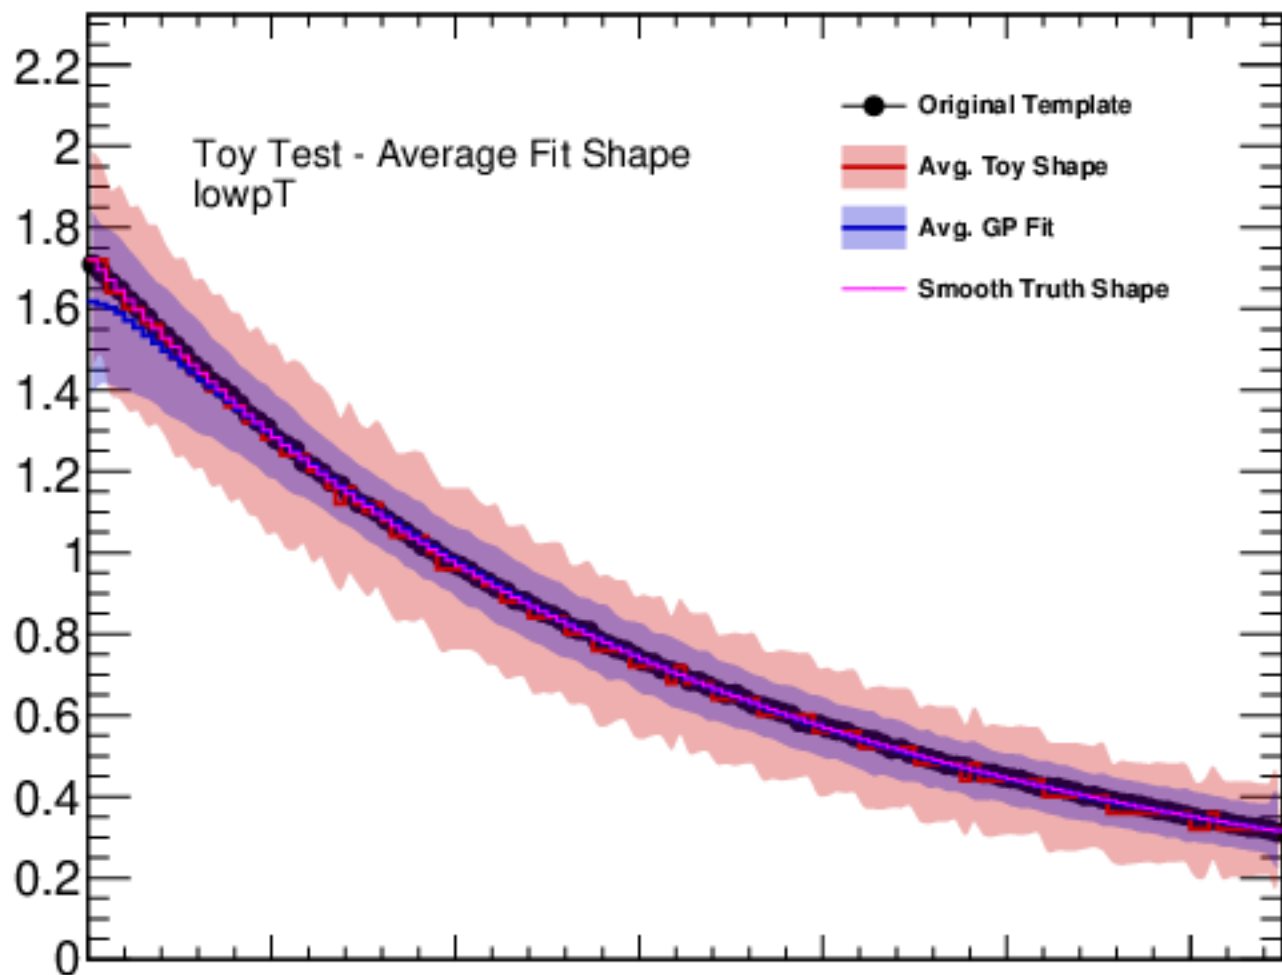 2.2
2
1.8
1.6
1.4
1.2
1
0.8
0.6
0.4
0.2
0
Toy Test - Average Fit Shape
lowpT
Original Template
Avg. Toy Shape
Avg. GP Fit
Smooth Truth Shape